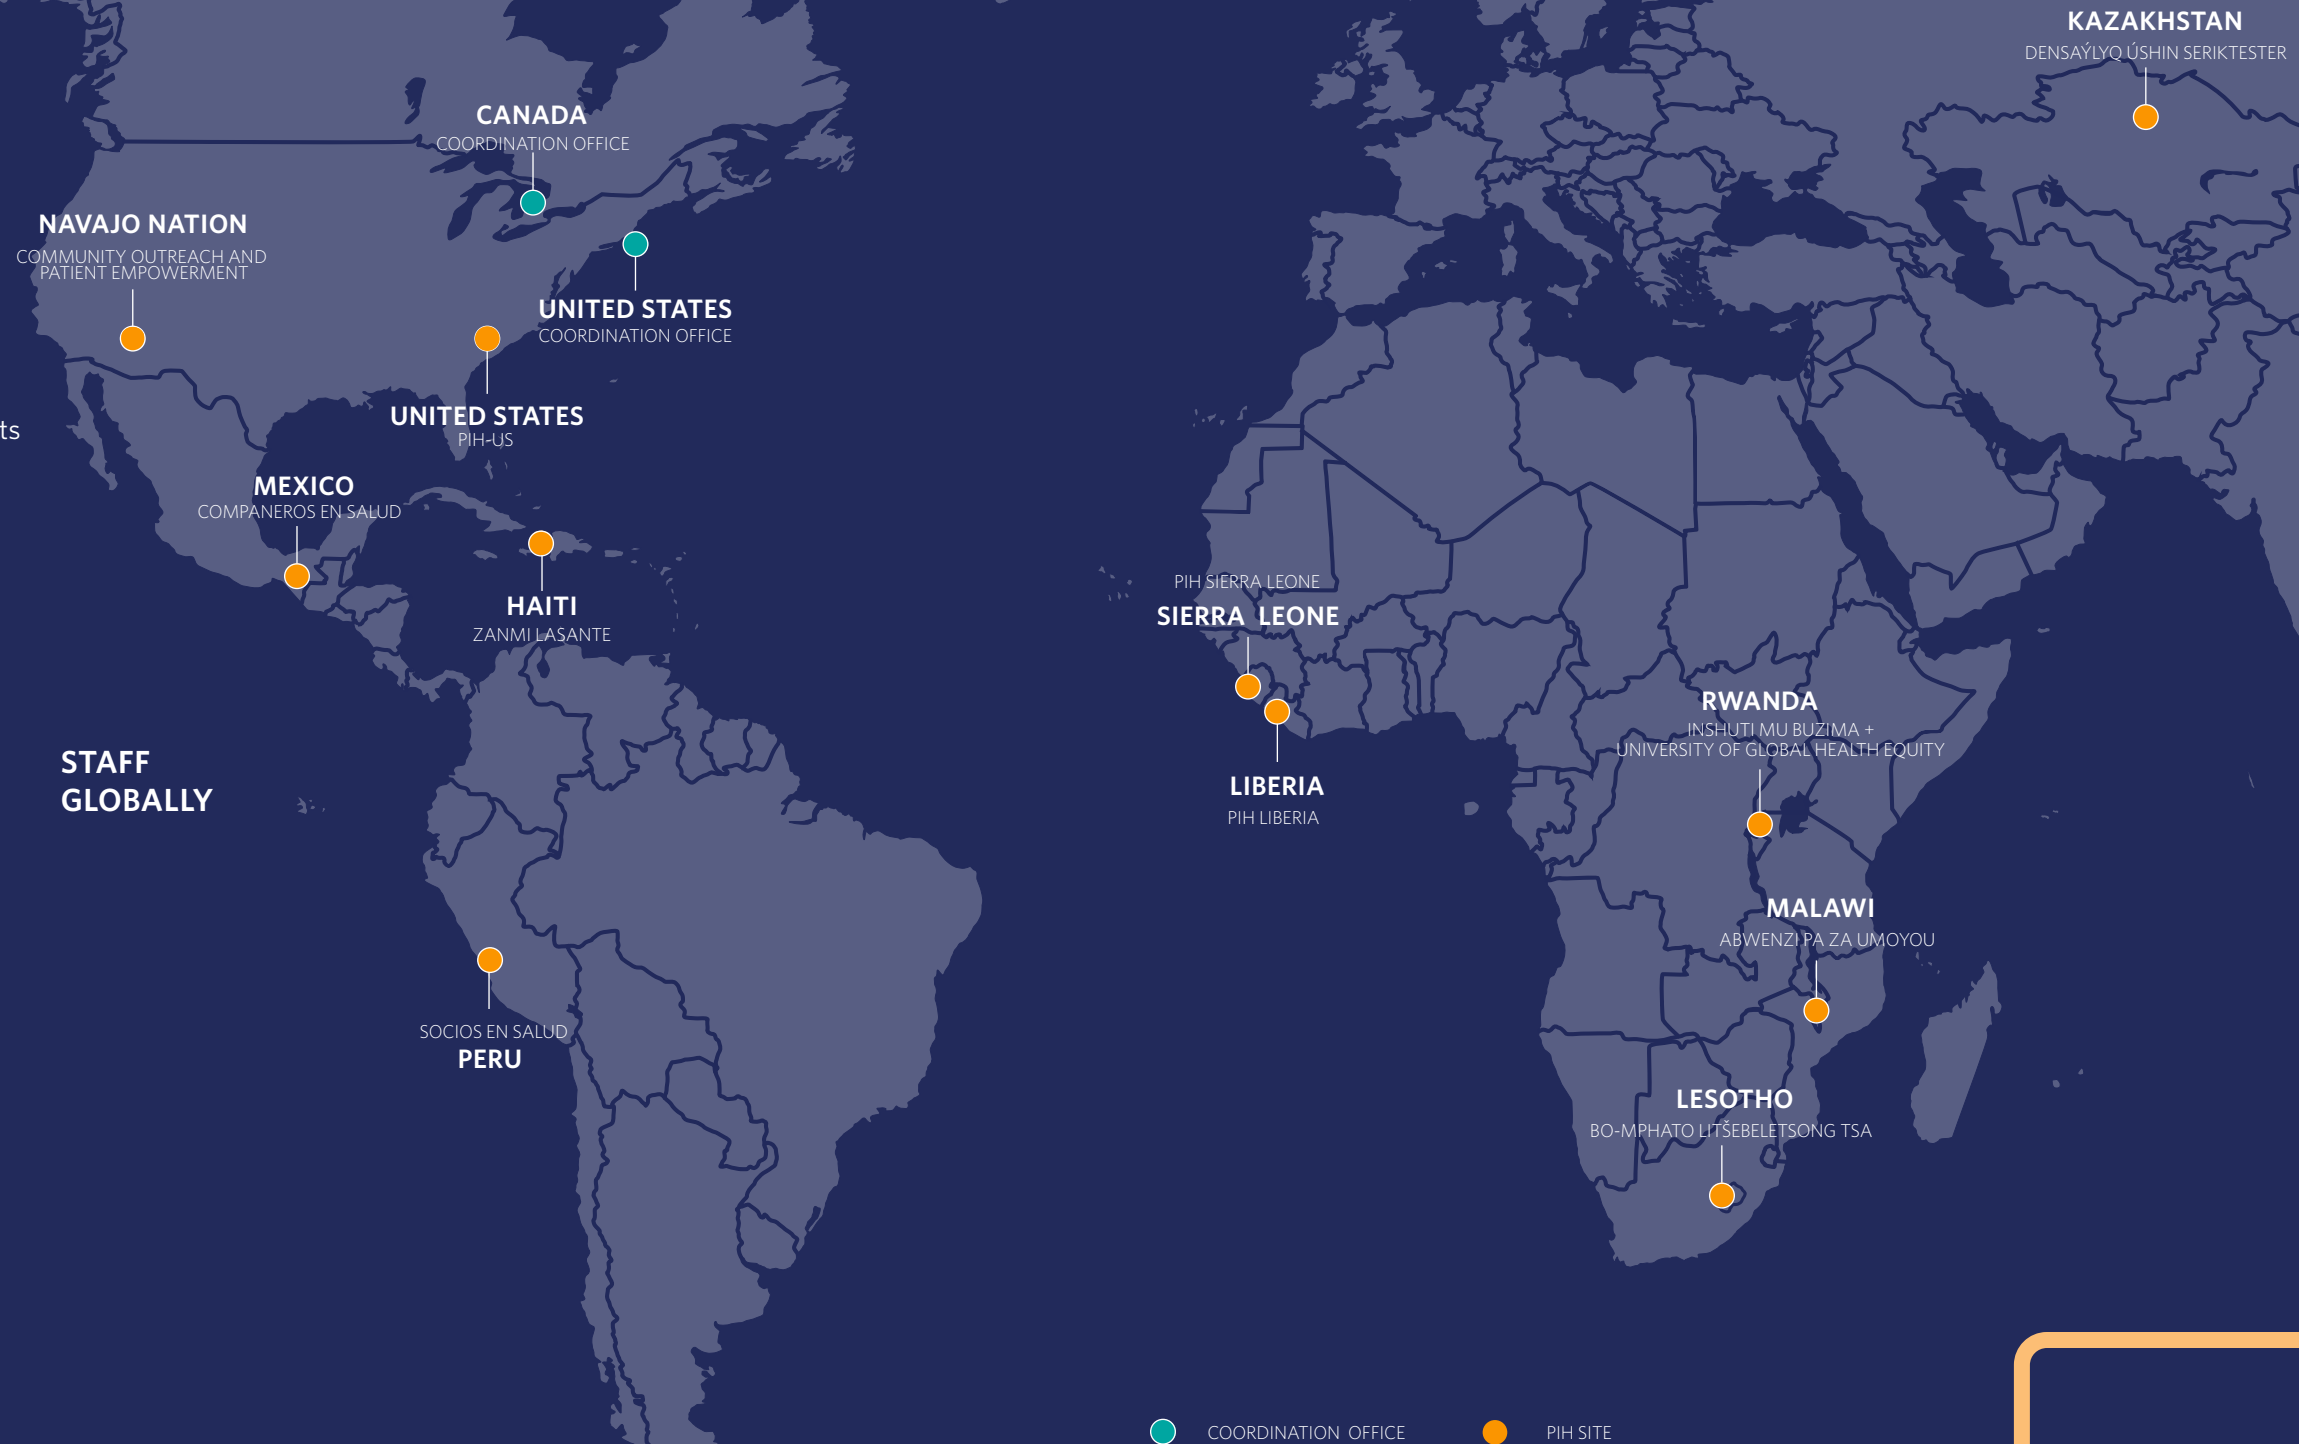 KAZAKHSTAN
DENSAÝLYQ ÚSHIN SERIKTESTER
CANADA
COORDINATION OFFICE
NAVAJO NATION
COMMUNITY OUTREACH AND
PATIENT EMPOWERMENT
UNITED STATES
COORDINATION OFFICE
UNITED STATES
PIH-US
ts
MEXICO
COMPANEROS EN SALUD
HAITI
ZANMI LASANTE
PIH SIERRA LEONE
SIERRA LEONE
LIBERIA
PIH LIBERIA
RWANDA
INSHUTI MU BUZIMA +
UNIVERSITY OF GLOBAL HEALTH EQUITY
STAFF
GLOBALLY
MALAWI
ABWENZI PA ZA UMOYOU
SOCIOS EN SALUD
PERU
LESOTHO
BO-MPHATO LITŠEBELETSONG TSA
COORDINATION OFFICE
PIH SITE